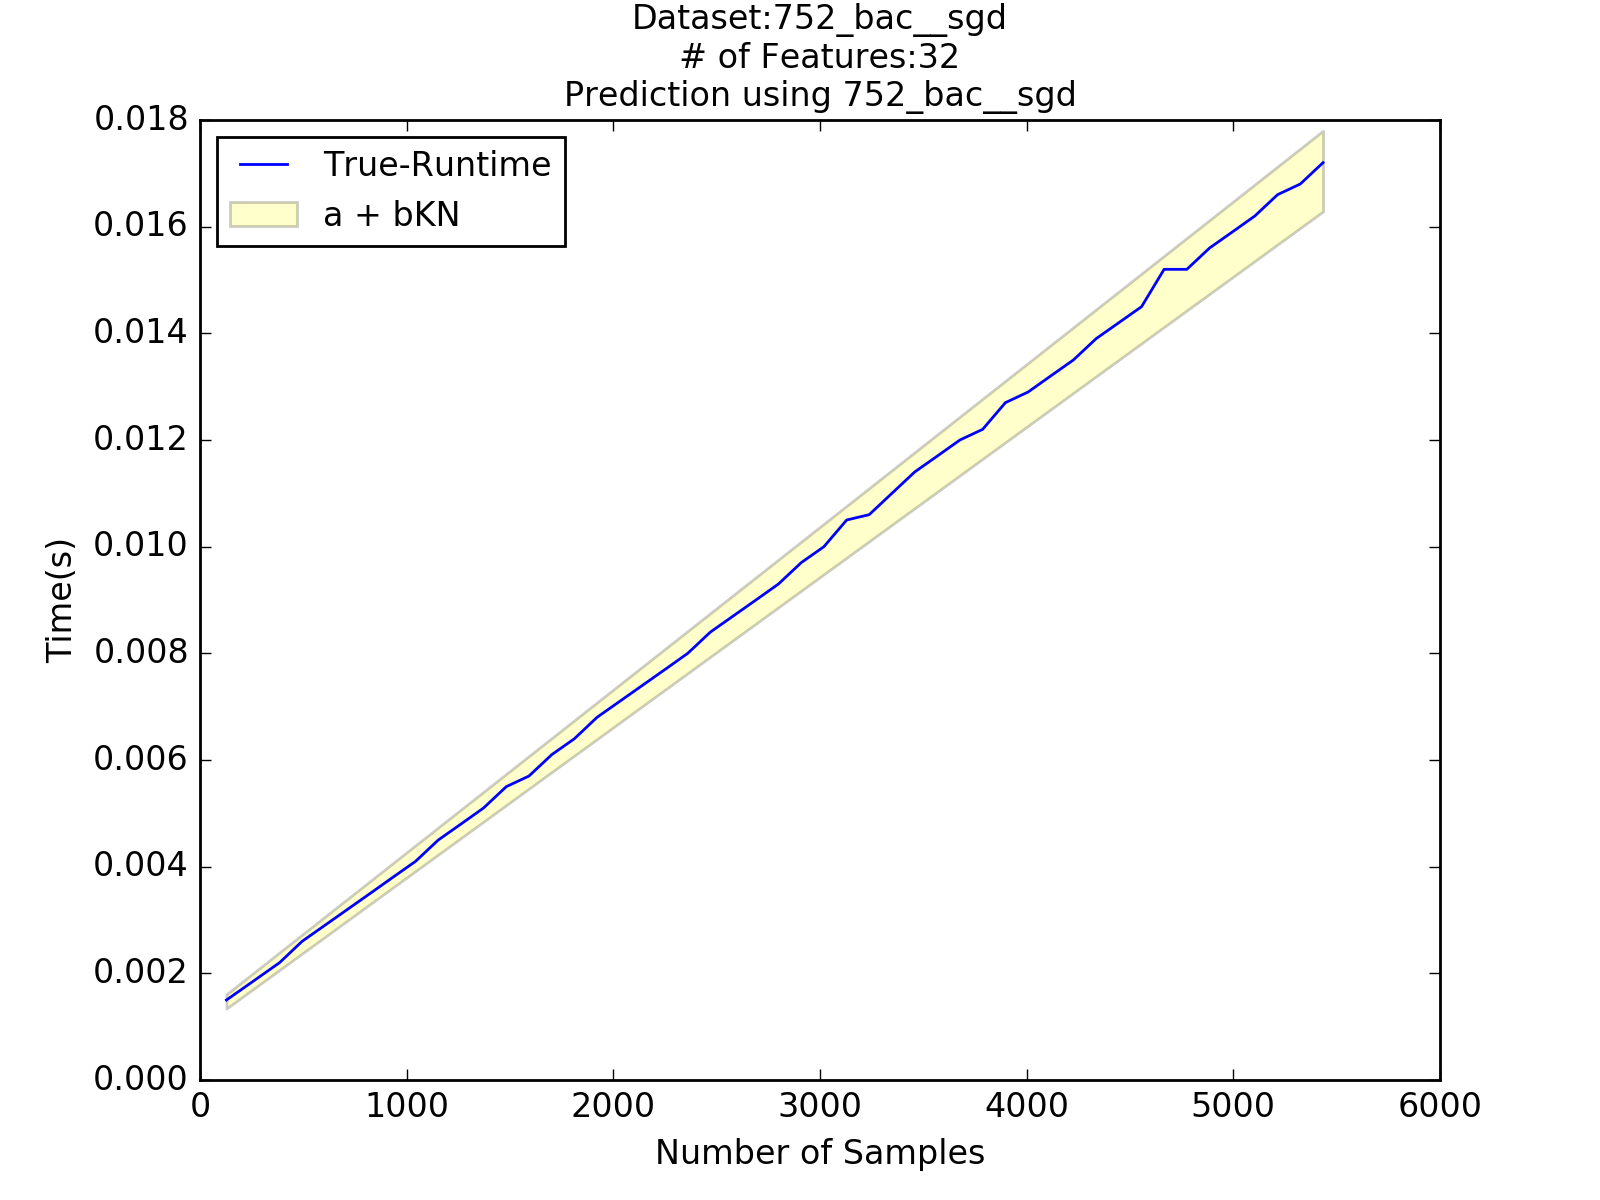 Dataset:752_bac__sgd
# of Features:32
Prediction using 752_bac__sgd
True-Runtime
a + bKN
0.018
0.016
0.014
0.012
0.010
0.008
0.006
0.004
0.002
0.000
Time(s)
0 1000 2000 3000 4000 5000 6000
Number of Samples